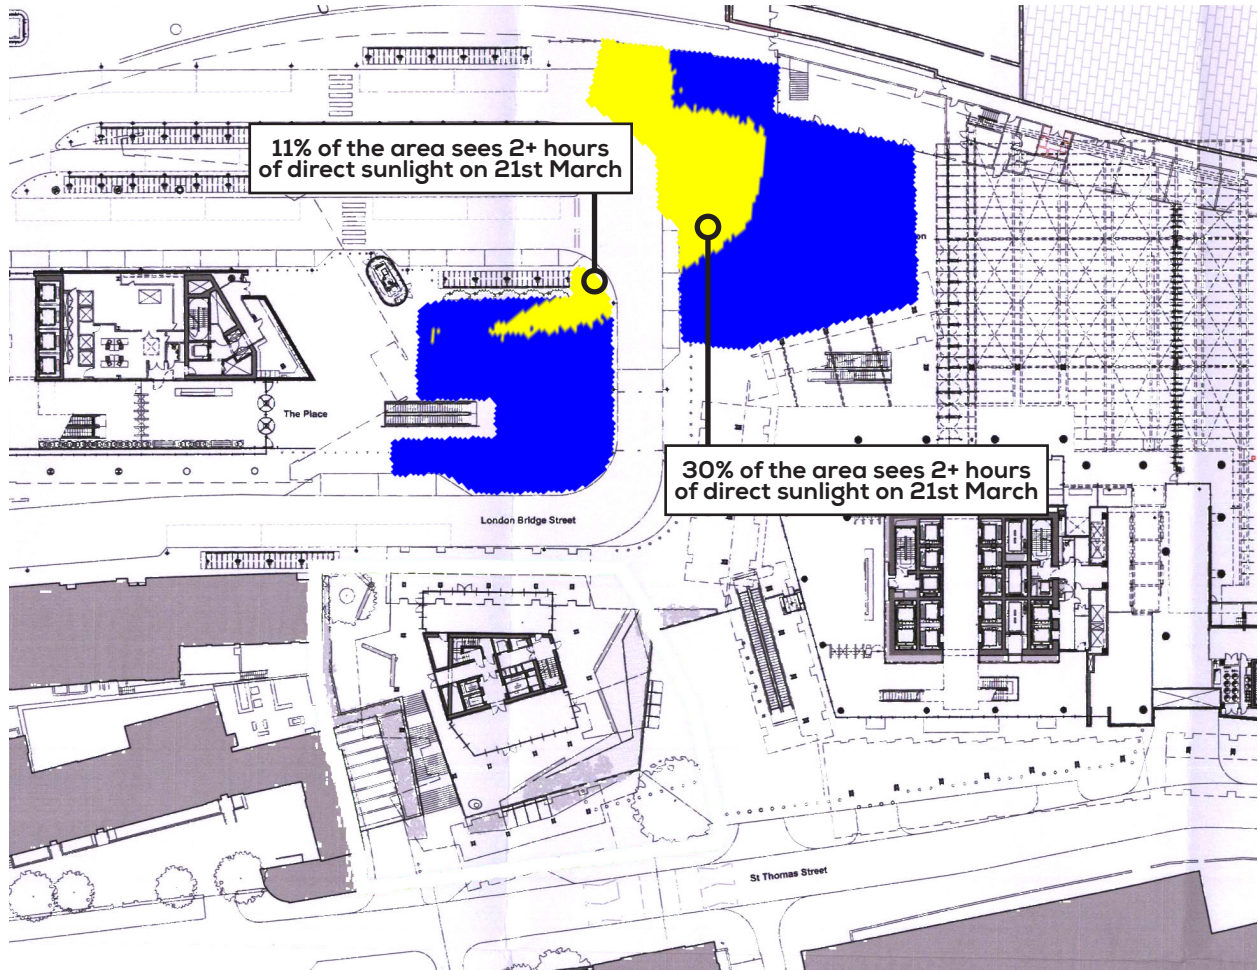 11% of the area sees 2+ hours
of direct sunlight on 21st March
The Place
30% of the area sees 2+ hours
of direct sunlight on 21st March
London Bridge Street
St Thomas Street